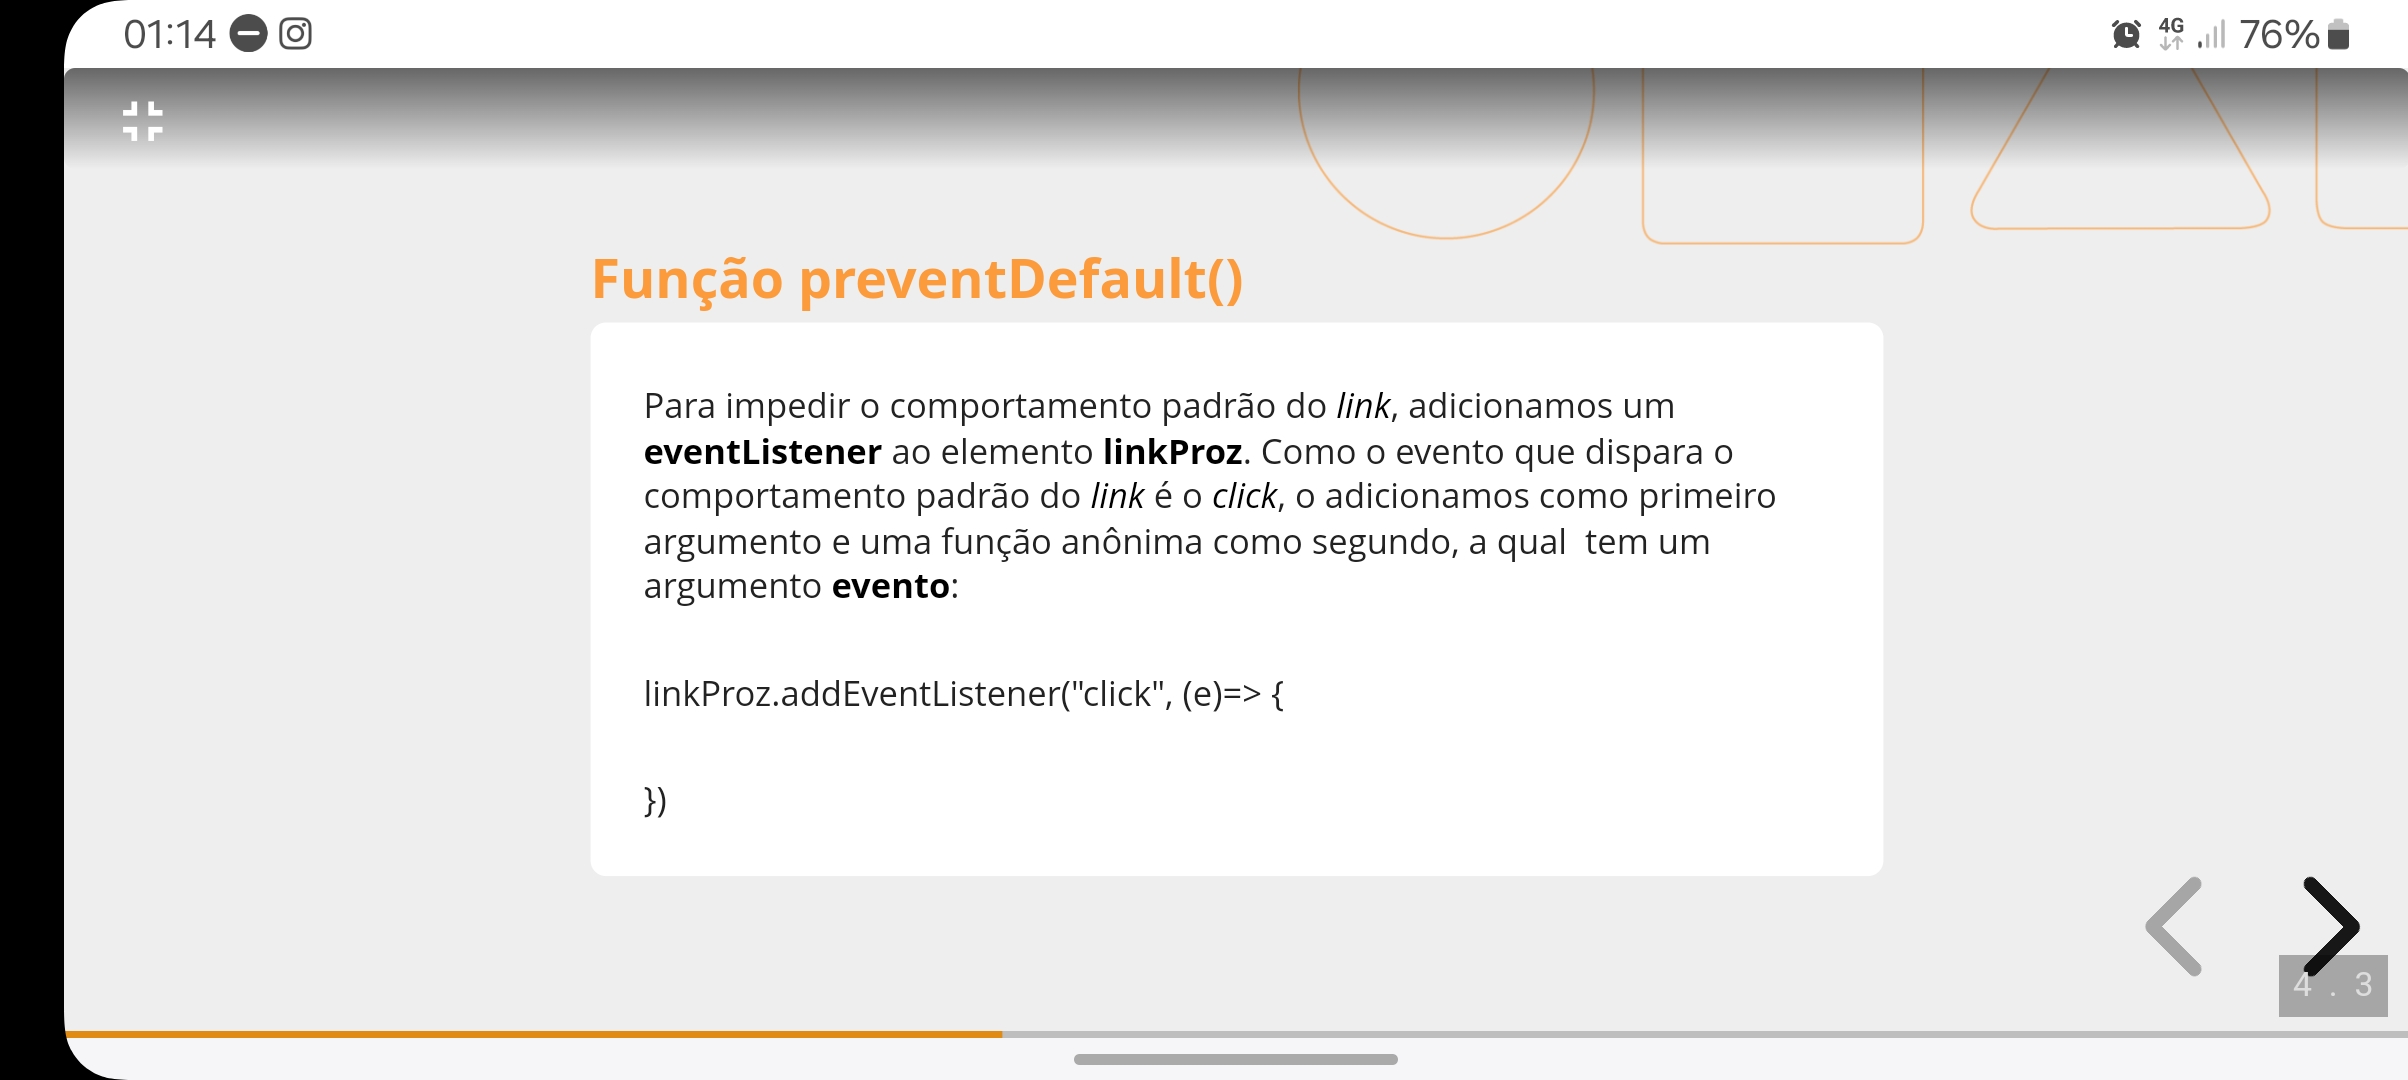 01:14
4G
76%
Função preventDefault()
Para impedir o comportamento padrão do link, adicionamos um
eventListener ao elemento linkProz. Como o evento que dispara o
comportamento padrão do link é o click, o adicionamos como primeiro
argumento e uma função anônima como segundo, a qual  tem um
argumento evento:
linkProz.addEventListener("click", (e)=> {
})
4 . 3